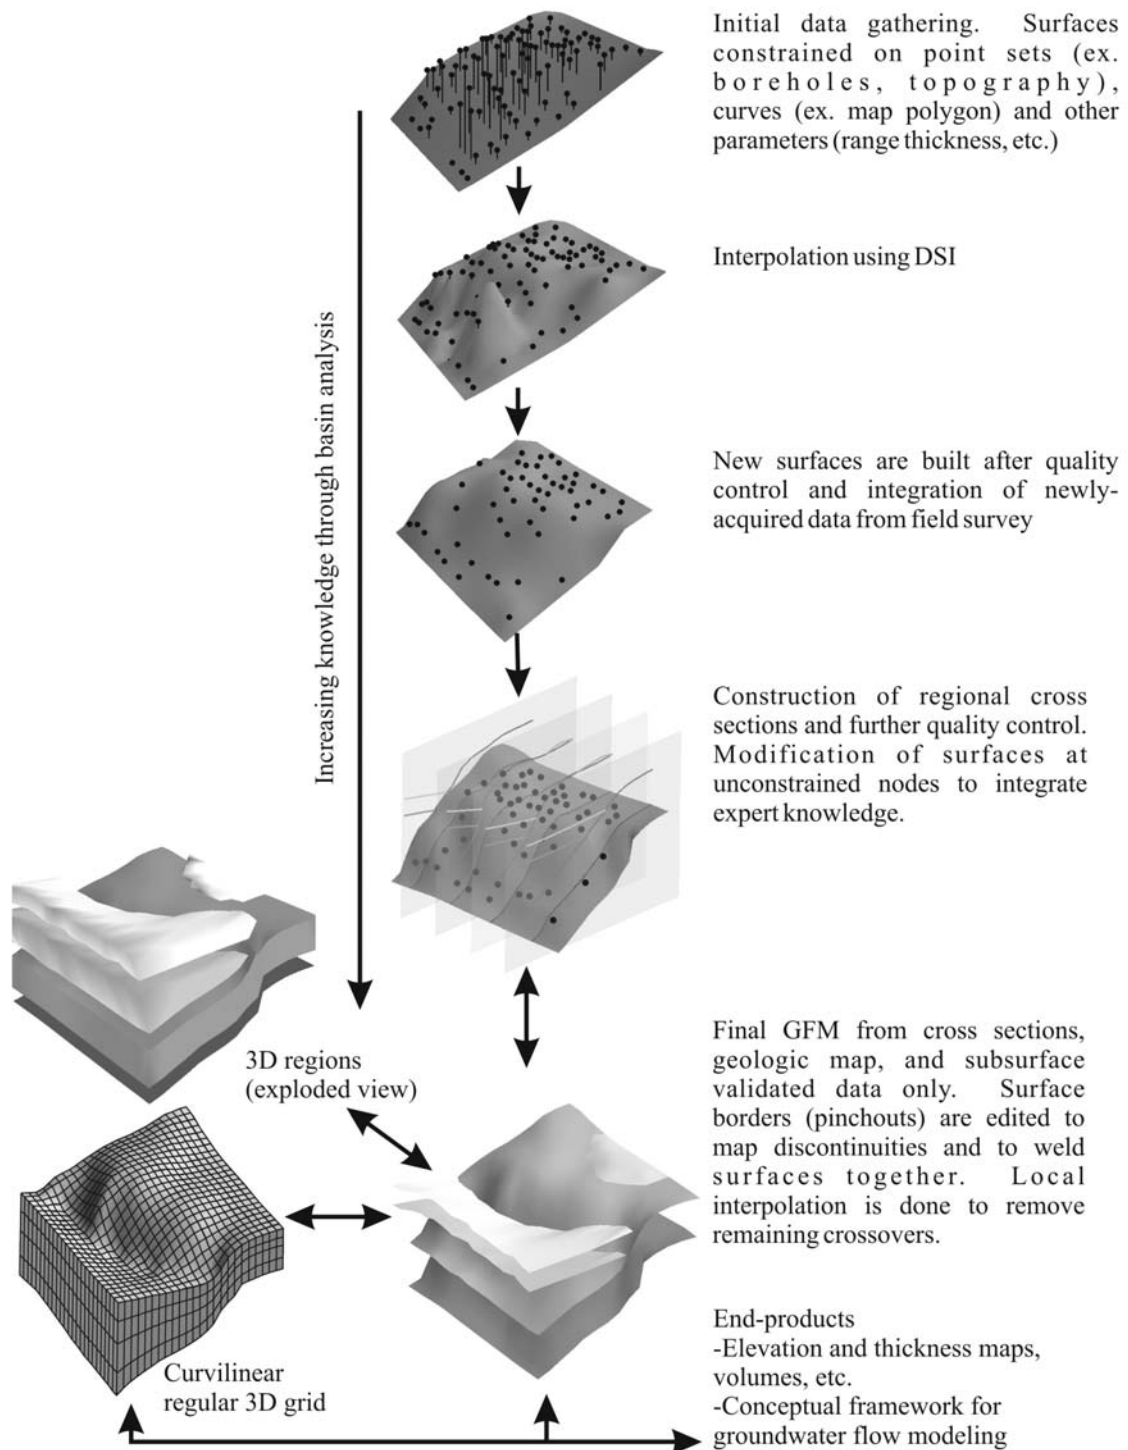 Initial data gathering. Surfaces
constrained on point sets (ex.
boreholes, topography),
curves (ex. map polygon) and other
parameters (range thickness, etc.)
Interpolation using DSI
New surfaces are built after quality
control and integration of newly-
acquired data from field survey
Increasing knowledge through basin analysis
Construction of regional cross
sections and further quality control.
Modification of surfaces at
unconstrained nodes to integrate
expert knowledge.
3D regions
(exploded view)
Final GFM from cross sections,
geologic map, and subsurface
validated data only. Surface
borders (pinchouts) are edited to
map discontinuities and to weld
surfaces together. Local
interpolation is done to remove
remaining crossovers.
Curvilinear
regular 3D grid
End-products
-Elevation and thickness maps,
volumes, etc.
-Conceptual framework for
groundwater flow modeling